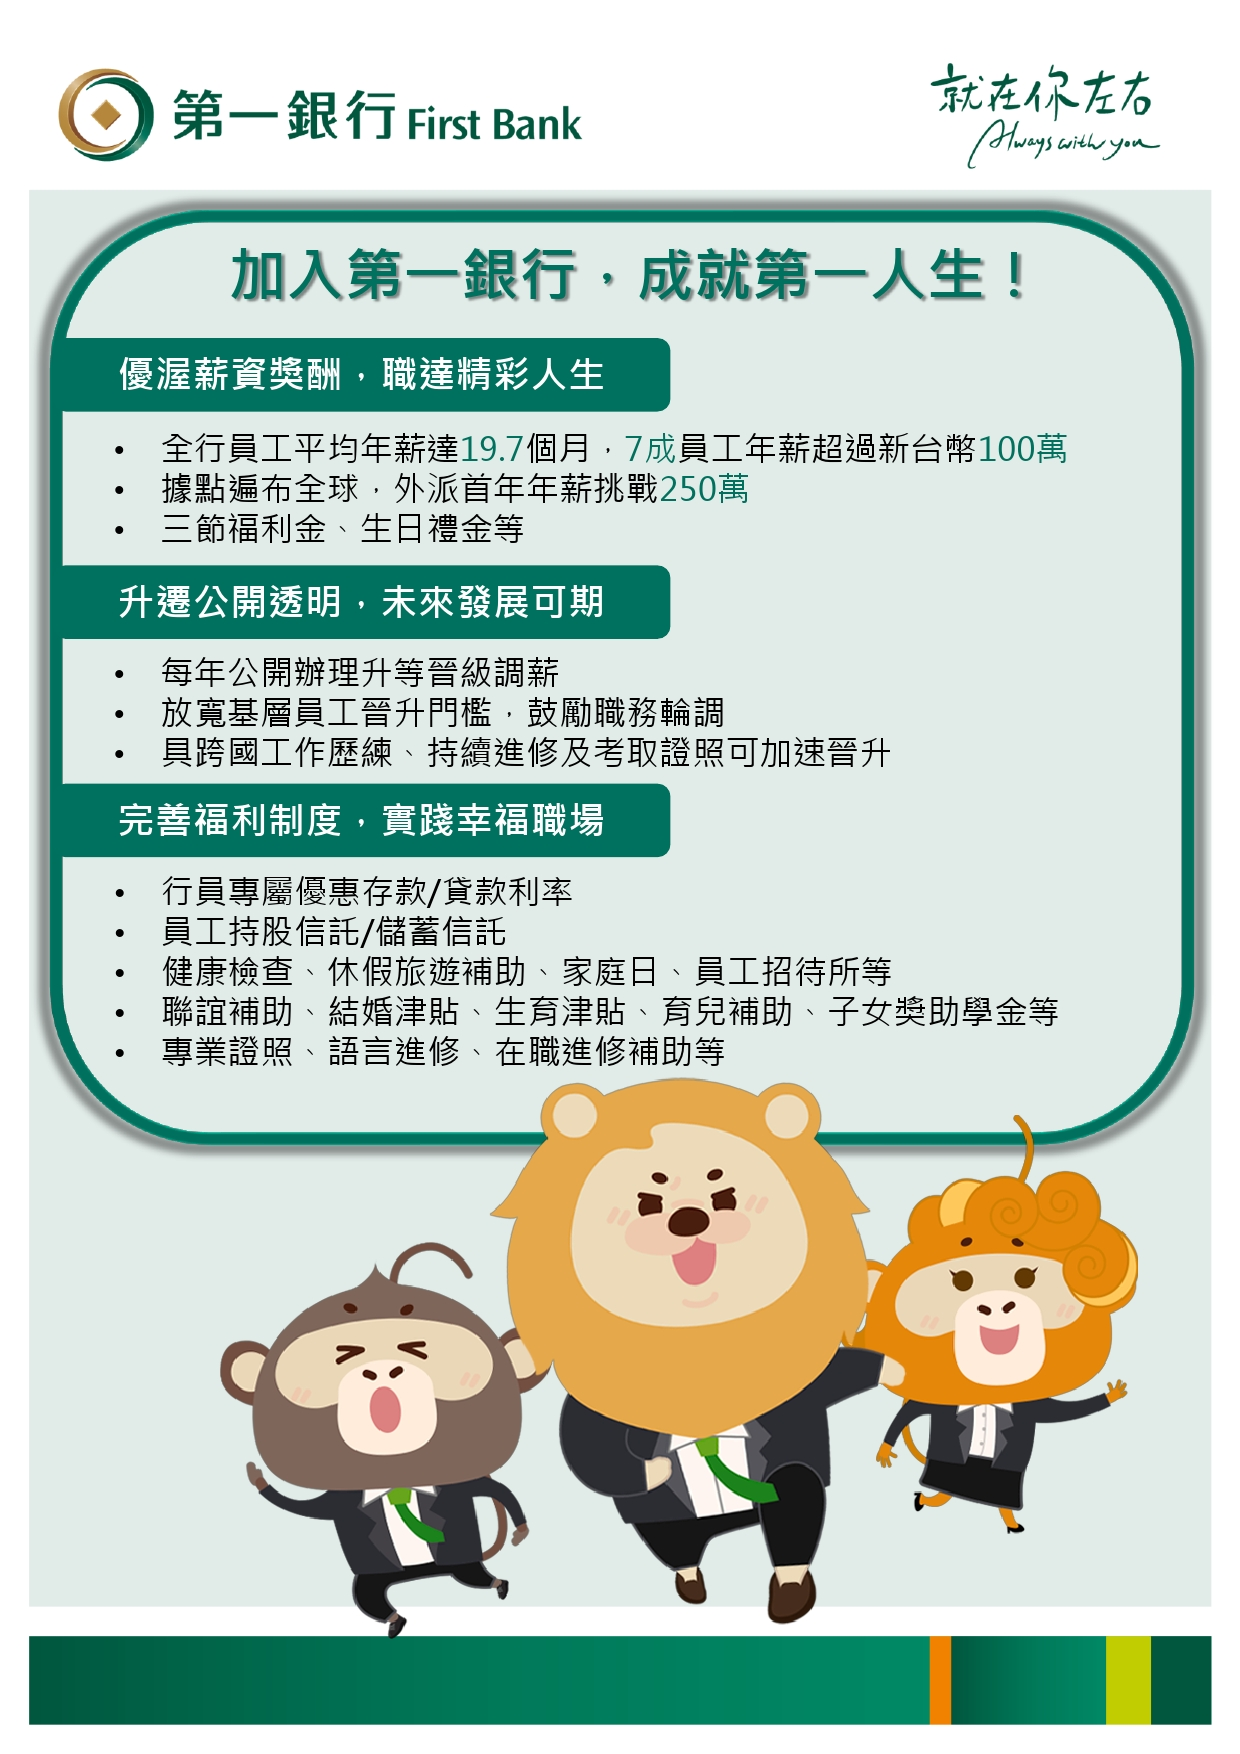 第一銀行 First Bank
就在你左右
Always with you
加入第一銀行，成就第一人生！
優渥薪資獎酬，職達精彩人生
• 全行員工平均年薪達19.7個月，7成員工年薪超過新台幣100萬
• 據點遍布全球，外派首年年薪挑戰250萬
• 三節福利金、生日禮金等
升遷公開透明，未來發展可期
• 每年公開辦理升等晉級調薪
• 放寬基層員工晉升門檻，鼓勵職務輪調
• 具跨國工作歷練、持續進修及考取證照可加速晉升
完善福利制度，實踐幸福職場
• 行員專屬優惠存款/貸款利率
• 員工持股信託/儲蓄信託
• 健康檢查、休假旅遊補助、家庭日、員工招待所等
• 聯誼補助、結婚津貼、生育津貼、育兒補助、子女獎助學金等
• 專業證照、語言進修、在職進修補助等